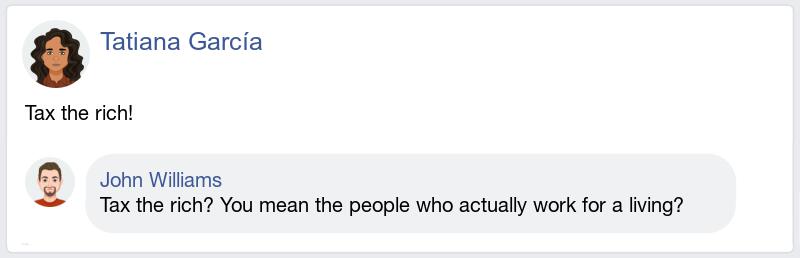 Tatiana García
Tax the rich!
John Williams
Tax the rich? You mean the people who actually work for a living?